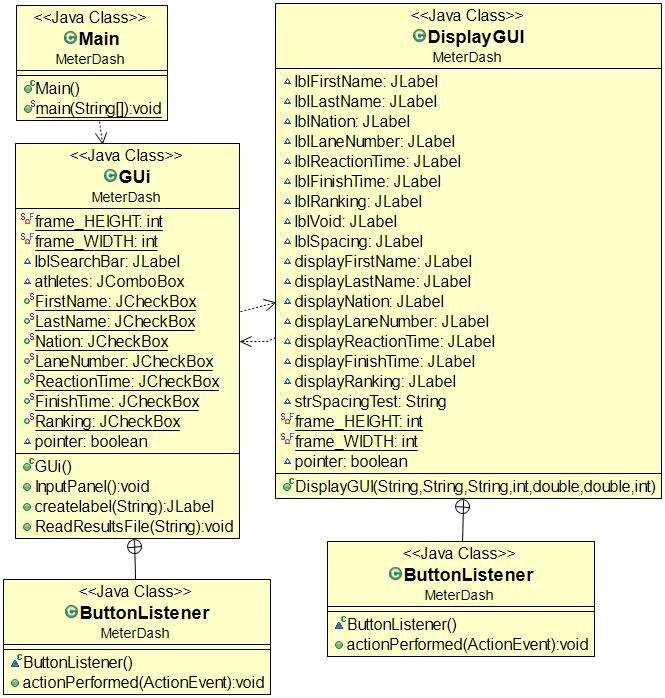 <<Java Class>>
Main
MeterDash
Main()
main(String[]):void
<<Java Class>>
GUi
MeterDash
frame_HEIGHT: int
frame_WIDTH: int
lblSearchBar: JLabel
athletes: JComboBox
FirstName: JCheckBox
LastName: JCheckBox
Nation: JCheckBox
LaneNumber: JCheckBox
ReactionTime: JCheckBox
FinishTime: JCheckBox
Ranking: JCheckBox
pointer: boolean
GUi()
InputPanel():void
createlabel(String):JLabel
ReadResultsFile(String):void
<<Java Class>>
ButtonListener
MeterDash
ButtonListener()
actionPerformed(ActionEvent):void
<<Java Class>>
DisplayGUI
MeterDash
lblFirstName: JLabel
lblLastName: JLabel
lblNation: JLabel
lblLaneNumber: JLabel
lblReactionTime: JLabel
lblFinishTime: JLabel
lblRanking: JLabel
lblVoid: JLabel
lblSpacing: JLabel
displayFirstName: JLabel
displayLastName: JLabel
displayNation: JLabel
displayLaneNumber: JLabel
displayReactionTime: JLabel
displayFinishTime: JLabel
displayRanking: JLabel
strSpacingTest: String
frame_HEIGHT: int
frame_WIDTH: int
pointer: boolean
DisplayGUI(String,String,String,int,double,double,int)
<<Java Class>>
ButtonListener
MeterDash
ButtonListener()
actionPerformed(ActionEvent):void